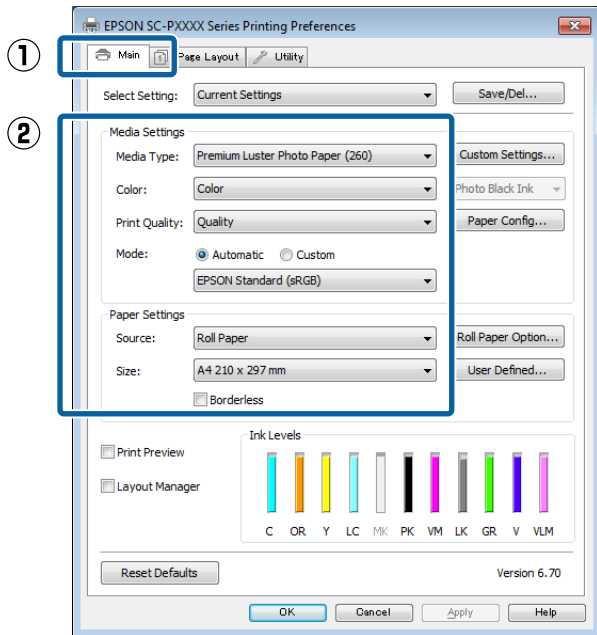 EPSON SC-PXXXX Series Printing Preferences
① Main Page Layout Utility
Select Setting: Current Settings Save/Del...
② Media Settings
Media Type: Premium Luster Photo Paper (260) Custom Settings...
Color: Color Photo Black Ink
Print Quality: Quality Paper Config...
Mode: Automatic Custom
EPSON Standard (sRGB)
Paper Settings
Source: Roll Paper Roll Paper Option...
Size: A4 210 x 297 mm User Defined...
Borderless
Print Preview
Layout Manager
Ink Levels
C OR Y LC MK PK VM LK GR V VLM
Reset Defaults Version 6.70
OK Cancel Apply Help